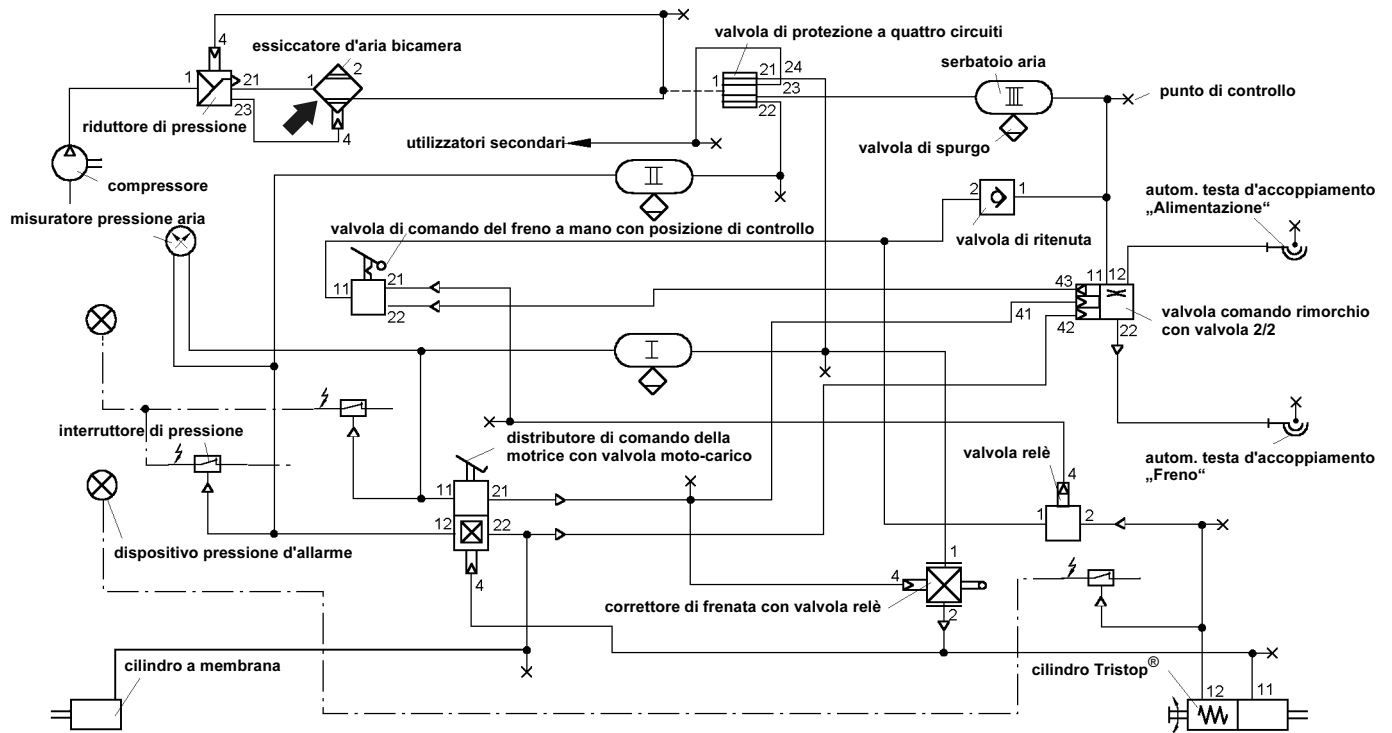 4
essiccatore d'aria bicamera
valvola di protezione a quattro circuiti
1
21
1
2
1
21
24
serbatoio aria
23
23
22
III
punto di controllo
riduttore di pressione
4
utilizzatori secondari
valvola di spurgo
compressore
II
2
1
autom. testa d'accoppiamento
„Alimentazione“
misuratore pressione aria
valvola di comando del freno a mano con posizione di controllo
valvola di ritenuta
11
21
22
43
11
12
41
42
22
valvola comando rimorchio
con valvola 2/2
I
interruttore di pressione
distributore di comando della
motrice con valvola moto-carico
valvola relè
4
autom. testa d'accoppiamento
„Freno“
11
21
12
22
4
1
2
dispositivo pressione d'allarme
1
4
2
correttore di frenata con valvola relè
cilindro a membrana
cilindro Tristop®
12
11